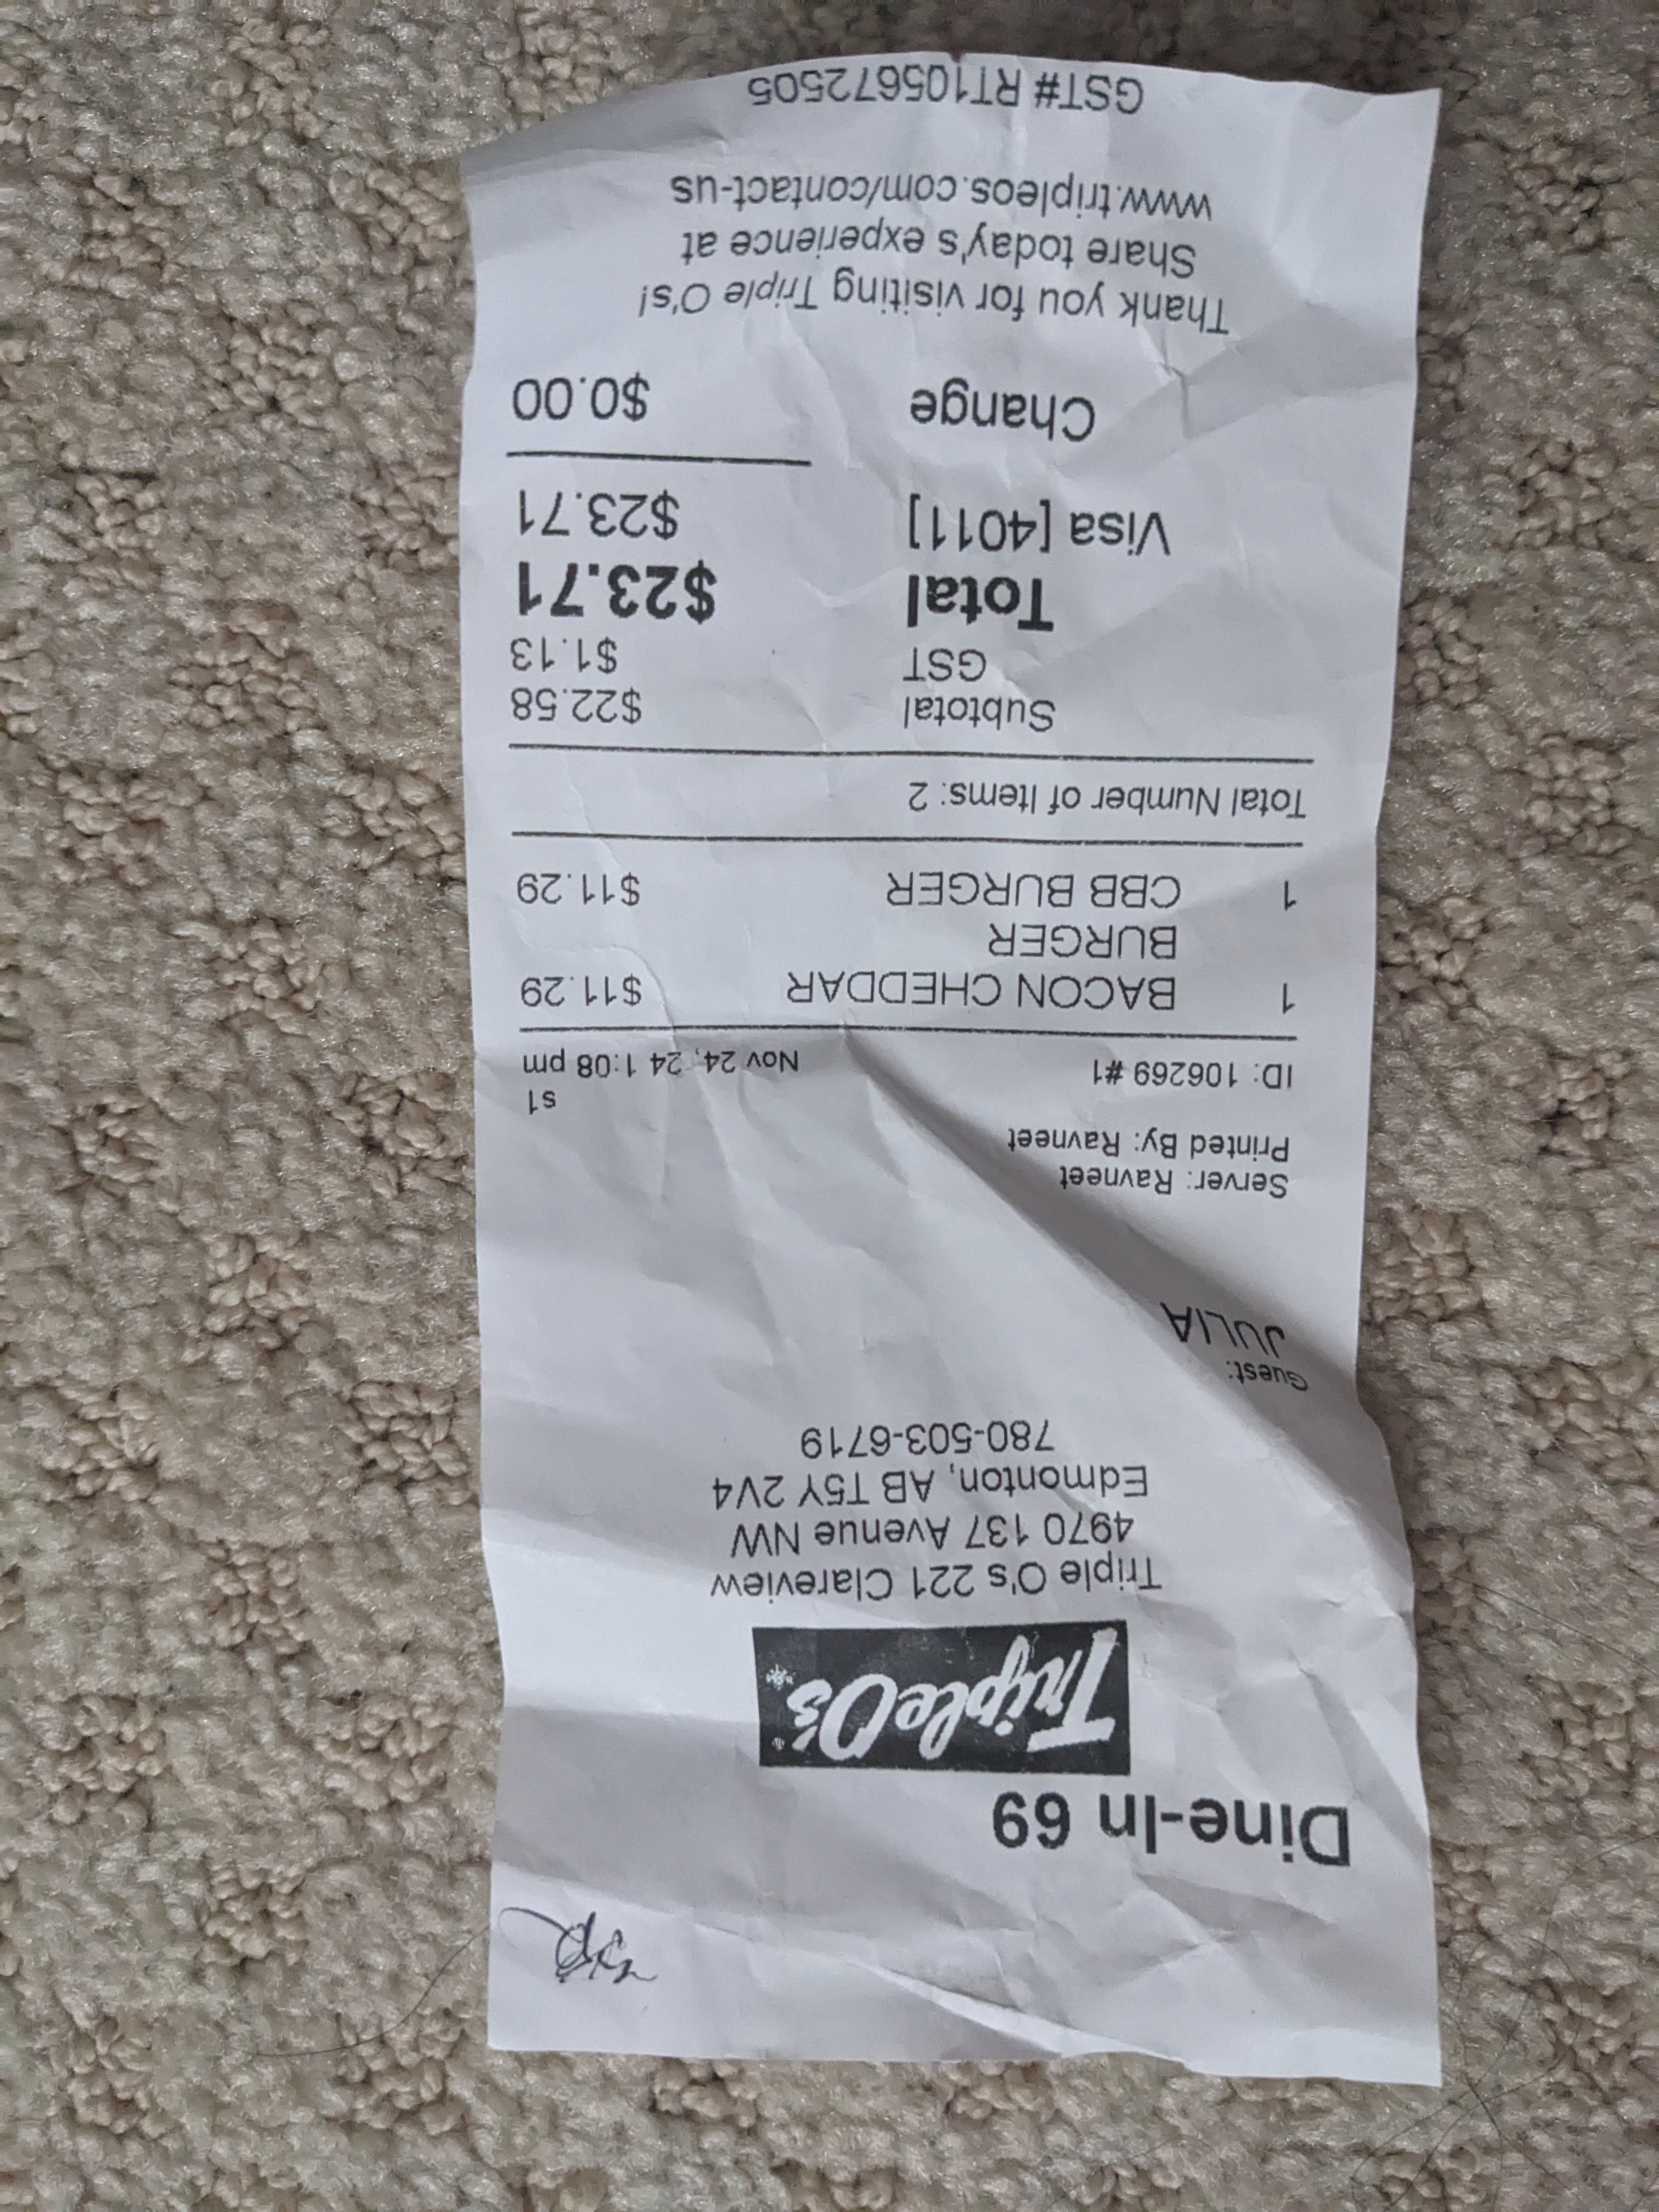 Dine-In 69
Triple O's
Triple O's 221 Clareview
4970 137 Avenue NW
Edmonton, AB T5Y 2V4
780-503-6719
Guest:
JULIA
Server: Ravneet
Printed By: Ravneet
s1
ID: 106269 #1 Nov 24, 24 1:08 pm
1 BACON CHEDDAR $11.29
BURGER
1 CBB BURGER $11.29
Total Number of Items: 2
Subtotal $22.58
GST $1.13
Total $23.71
Visa [4011] $23.71
Change $0.00
Thank you for visiting Triple O's!
Share today's experience at
www.tripleos.com/contact-us
GST# RT105672505